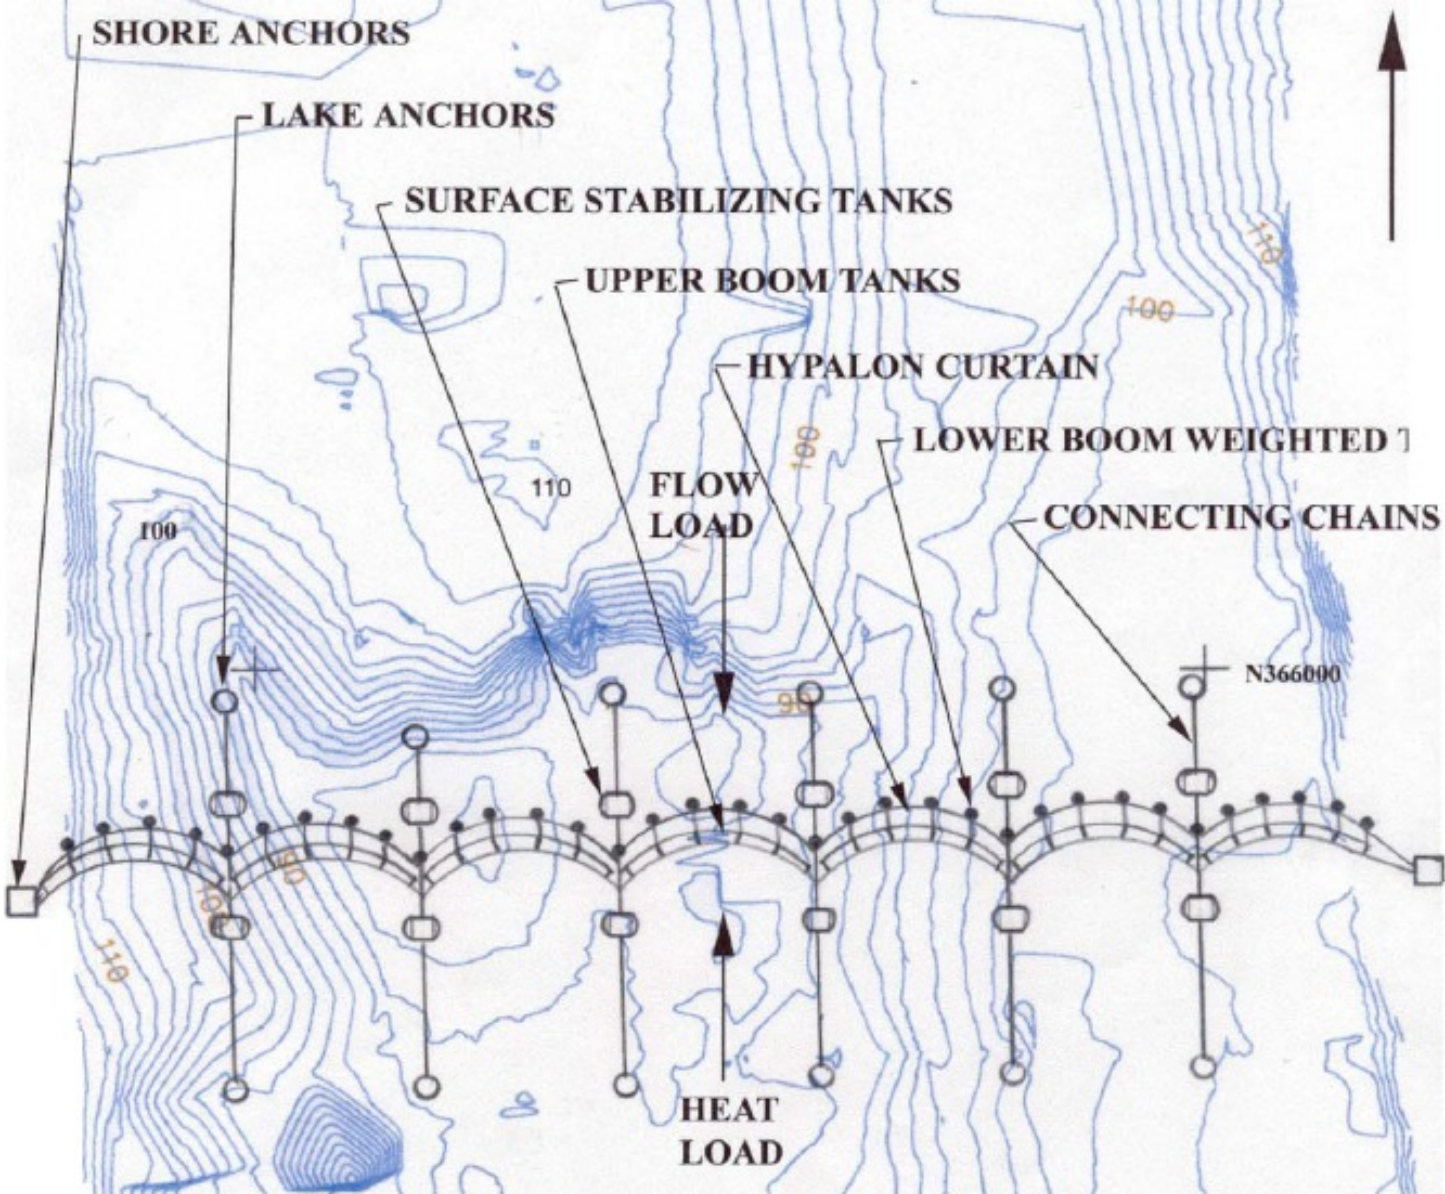 SHORE ANCHORS
LAKE ANCHORS
SURFACE STABILIZING TANKS
UPPER BOOM TANKS
110
100
HYPALON CURTAIN
LOWER BOOM WEIGHTED
100
FLOW
LOAD
110
CONNECTING CHAINS
100
N366000
90
90
100
110
HEAT
LOAD